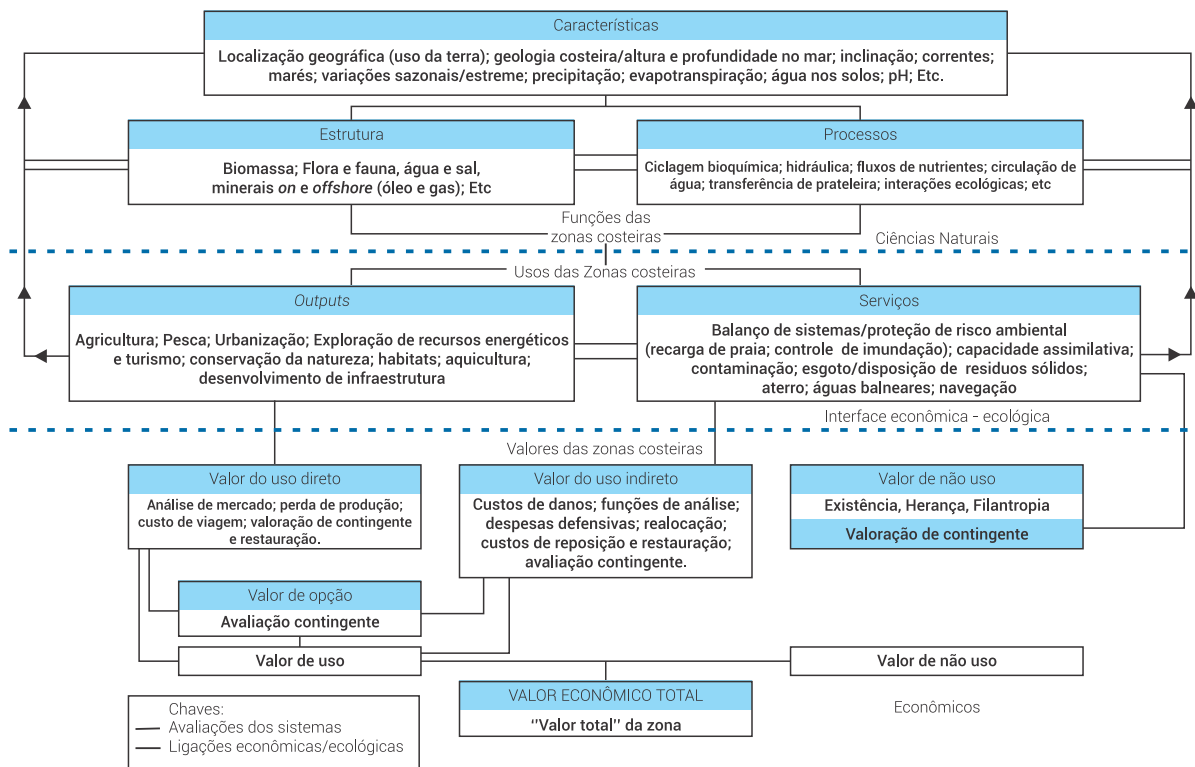 Características
Localização geográfica (uso da terra); geologia costeira/altura e profundidade no mar; inclinação; correntes;
marés; variações sazonais/estreme; precipitação; evapotranspiração; água nos solos; pH; Etc.
Estrutura
Biomassa; Flora e fauna, água e sal,
minerais on e offshore (óleo e gas); Etc
Processos
Ciclagem bioquímica; hidráulica; fluxos de nutrientes; circulação de
água; transferência de prateleira; interações ecológicas; etc
Funções das
zonas costeiras
Ciências Naturais
Usos das Zonas costeiras
Outputs
Agricultura; Pesca; Urbanização; Exploração de recursos energéticos
e turismo; conservação da natureza; habitats; aquicultura;
desenvolvimento de infraestrutura
Serviços
Balanço de sistemas/proteção de risco ambiental
(recarga de praia; controle de imundação); capacidade assimilativa;
contaminação; esgoto/disposição de residuos sólidos;
aterro; águas balneares; navegação
Interface econômica - ecológica
Valores das zonas costeiras
Valor do uso direto
Análise de mercado; perda de produção;
custo de viagem; valoração de contingente
e restauração.
Valor do uso indireto
Custos de danos; funções de análise;
despesas defensivas; realocação;
custos de reposição e restauração;
avaliação contingente.
Valor de não uso
Existência, Herança, Filantropia
Valoração de contingente
Valor de opção
Avaliação contingente
Valor de uso
Valor de não uso
VALOR ECONÔMICO TOTAL
‘‘Valor total’’ da zona
Econômicos
Chaves:
Avaliações dos sistemas
Ligações econômicas/ecológicas